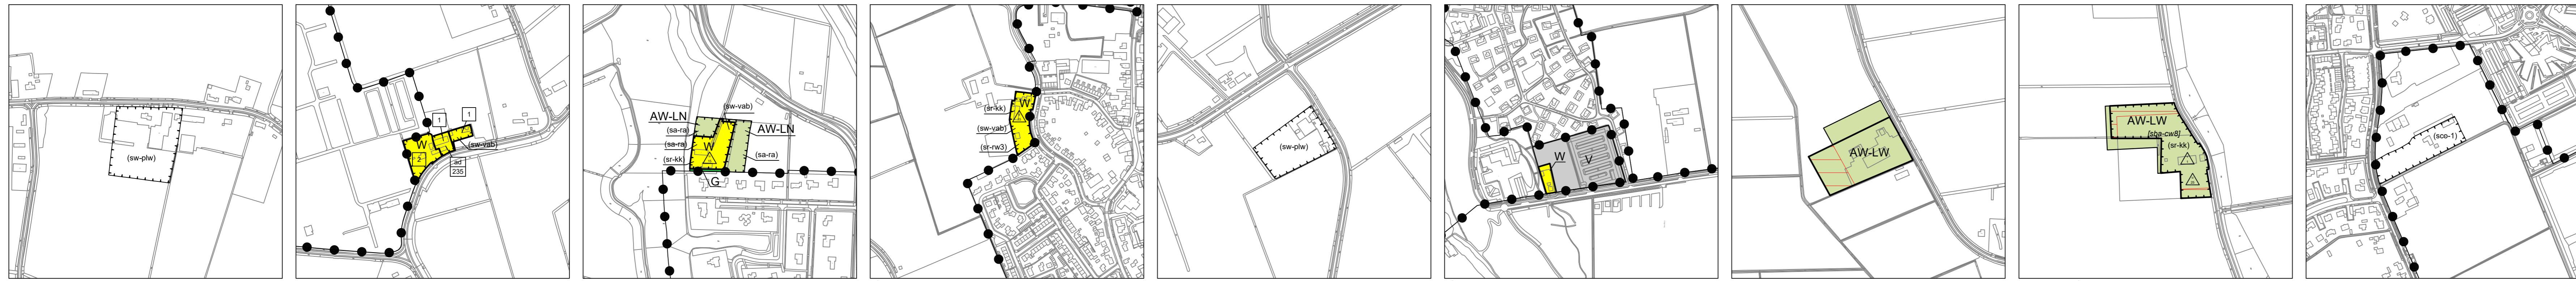 (sw-plw)
1
1
W
2
(sw-vab)
ad
235
(sw-vab)
AW-LN
AW-LN
(sa-ra)
(sa-ra)
W
(sa-ra)
(sr-kk)
G
(sr-kk)
W
(sw-vab)
(sr-rw3)
(sw-plw)
W
V
AW-LW
AW-LW
[sba-cw8]
(sr-kk)
(sco-1)